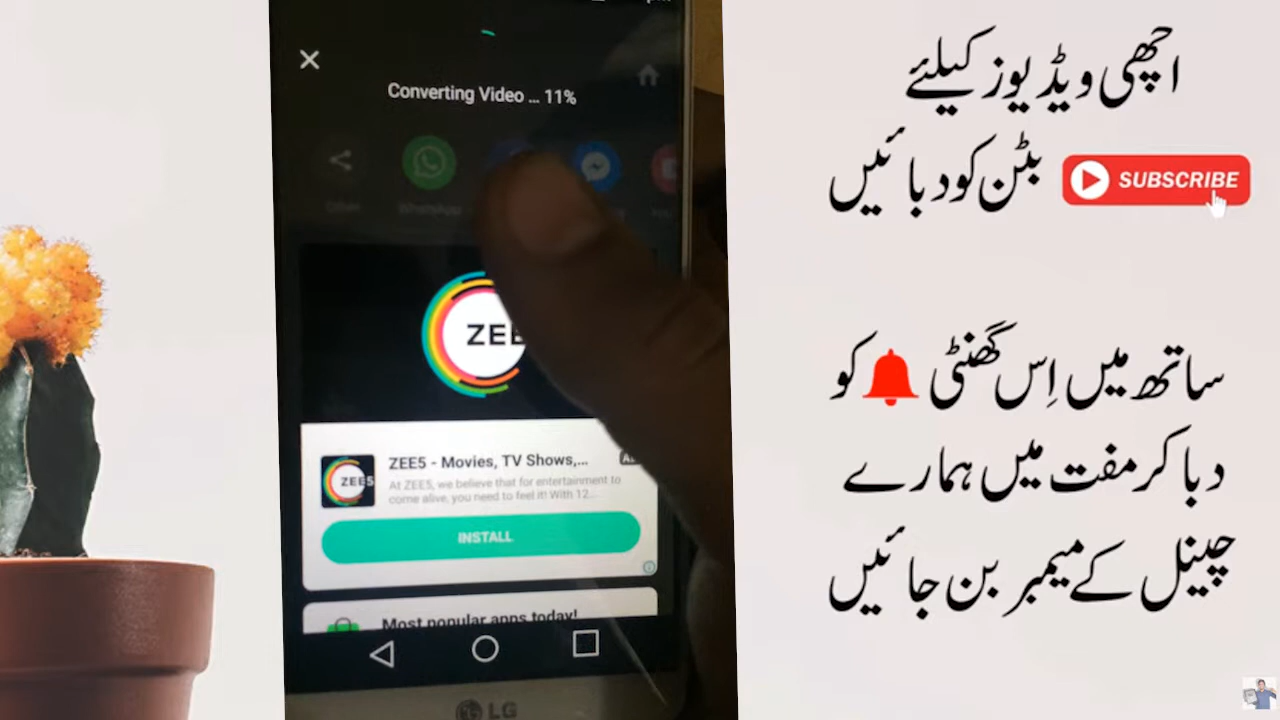 Converting Video ... 11%
ZEE5 - Movies, TV Shows,...
At ZEE5, we believe that for entertainment to
come alive, you need to feel it! With 12...
INSTALL
Most popular apps today!
LG
اچھی ویڈیوز کیلئے
بٹن کو دبائیں
SUBSCRIBE
ساتھ میں اِس گھنٹی کو
دبا کر مفت میں ہمارے
چینل کے میمبر بن جائیں